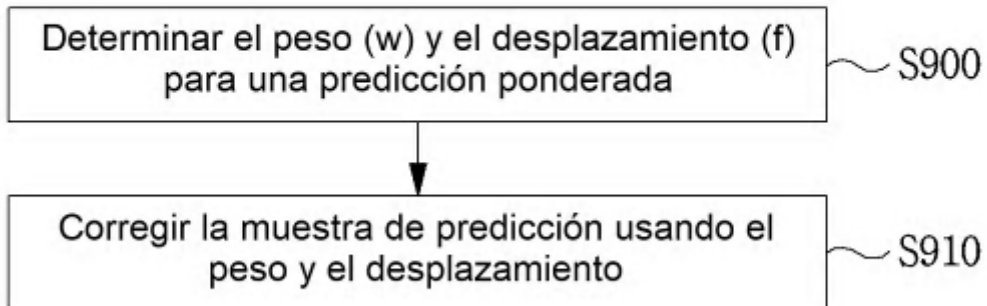 Determinar el peso (w) y el desplazamiento (f)
para una predicción ponderada
S900
Corregir la muestra de predicción usando el
peso y el desplazamiento
S910